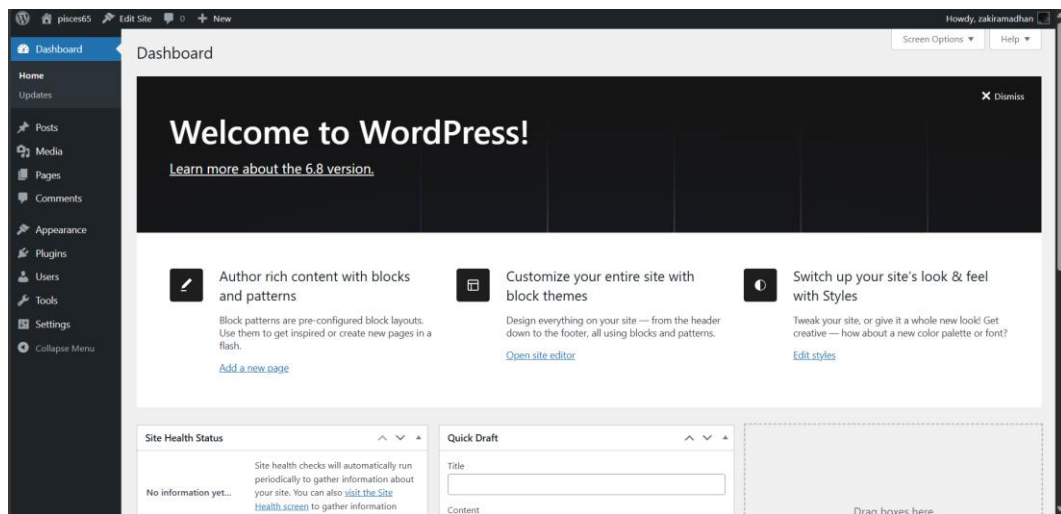 pisces65 Edit Site 0 + New Howdy, zakiramadhan
Screen Options ▼ Help ▼
Dashboard
Home
Updates
Posts
Media
Pages
Comments
Appearance
Plugins
Users
Tools
Settings
Collapse Menu
Dashboard
Dismiss
Welcome to WordPress!
Learn more about the 6.8 version.
Author rich content with blocks
and patterns
Block patterns are pre-configured block layouts.
Use them to get inspired or create new pages in a
flash.
Add a new page
Customize your entire site with
block themes
Design everything on your site — from the header
down to the footer, all using blocks and patterns.
Open site editor
Switch up your site's look & feel
with Styles
Tweak your site, or give it a whole new look! Get
creative — how about a new color palette or font?
Edit styles
Site Health Status
No information yet...
Site health checks will automatically run
periodically to gather information about
your site. You can also visit the Site
Health screen to gather information
Quick Draft
Title
Content
Drag boxes here